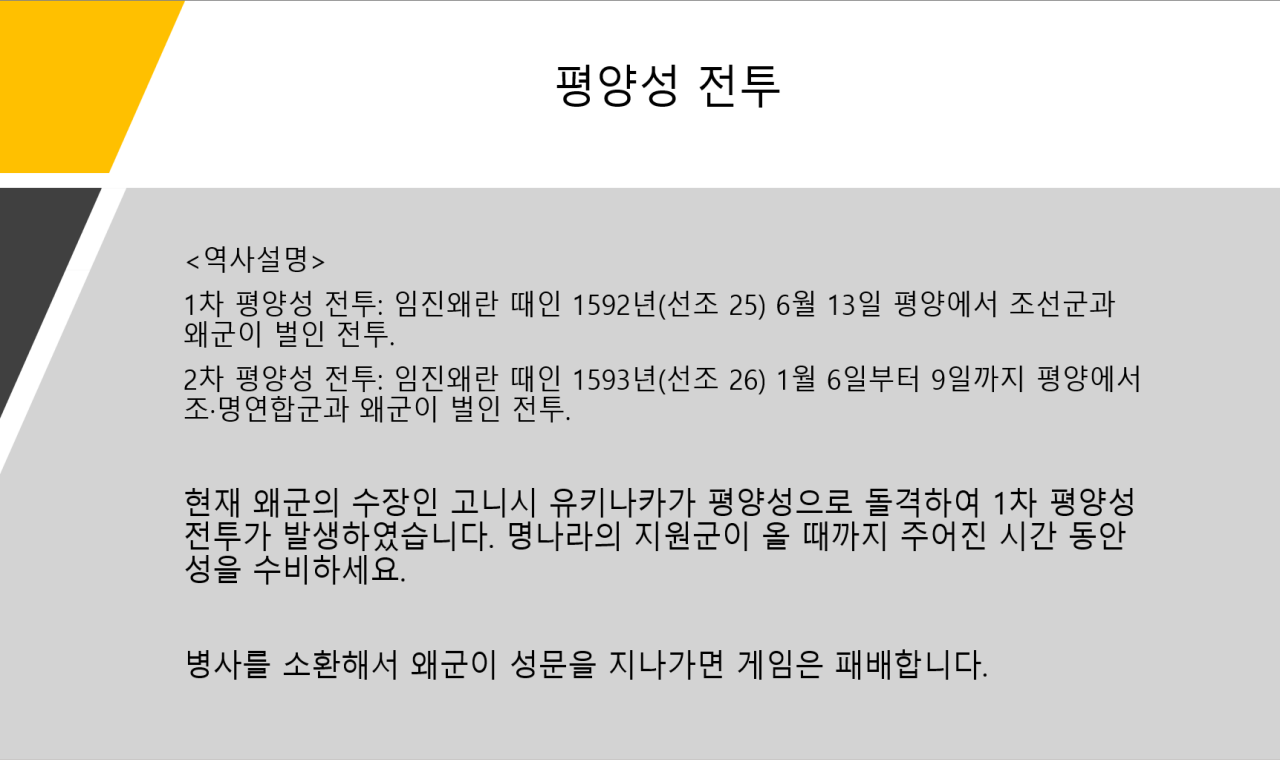 평양성 전투
<역사설명>
1차 평양성 전투: 임진왜란 때인 1592년(선조 25) 6월 13일 평양에서 조선군과
왜군이 벌인 전투.
2차 평양성 전투: 임진왜란 때인 1593년(선조 26) 1월 6일부터 9일까지 평양에서
조·명연합군과 왜군이 벌인 전투.
현재 왜군의 수장인 고니시 유키나카가 평양성으로 돌격하여 1차 평양성
전투가 발생하였습니다. 명나라의 지원군이 올 때까지 주어진 시간 동안
성을 수비하세요.
병사를 소환해서 왜군이 성문을 지나가면 게임은 패배합니다.